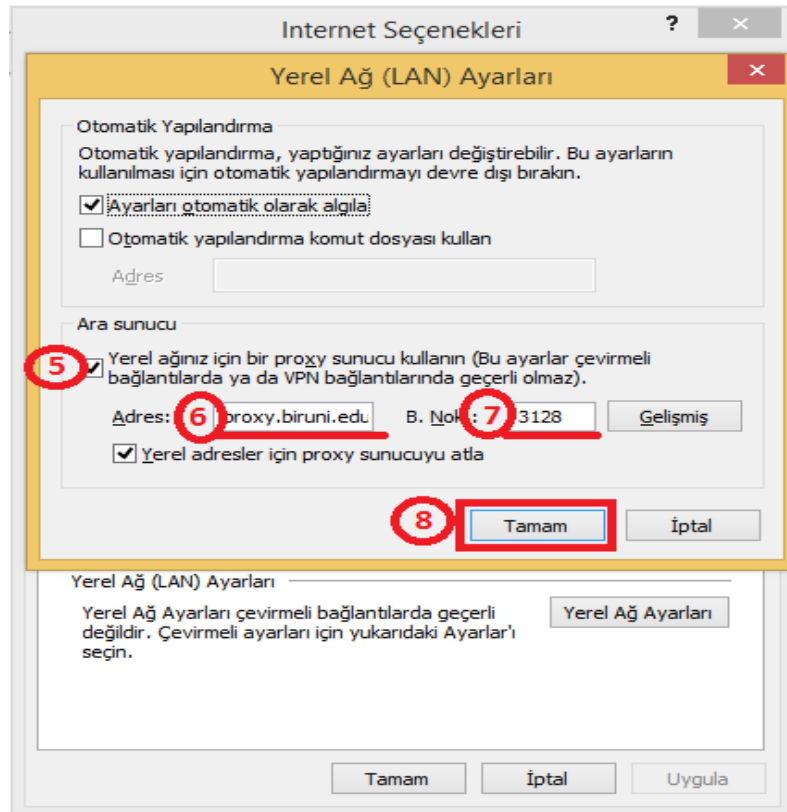 Internet Seçenekleri ?
Yerel Ağ (LAN) Ayarları
Otomatik Yapılandırma
Otomatik yapılandırma, yaptığınız ayarları değiştirebilir. Bu ayarların
kullanılması için otomatik yapılandırmayı devre dışı bırakın.
Ayarları otomatik olarak algıla
Otomatik yapılandırma komut dosyası kullan
Adres
Ara sunucu
5 Yerel ağınız için bir proxy sunucu kullanın (Bu ayarlar çevirmeli
bağlantılarda ya da VPN bağlantılarında geçerli olmaz).
Adres: 6 proxy.biruni.edu B. Nok.: 7 3128 Gelişmiş
Yerel adresler için proxy sunucuyu atla
8 Tamam İptal
Yerel Ağ (LAN) Ayarları
Yerel Ağ Ayarları çevirmeli bağlantılarda geçerli
değildir. Çevirmeli ayarları için yukarıdaki Ayarlar'ı
seçin.
Yerel Ağ Ayarları
Tamam İptal Uygula